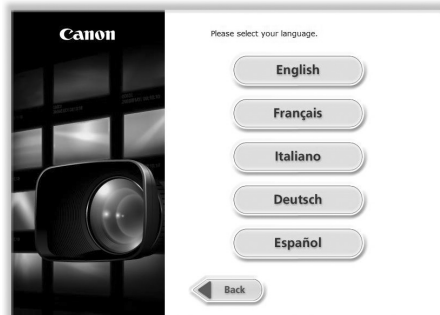 Canon
Please select your language.
English
Français
Italiano
Deutsch
Español
Back